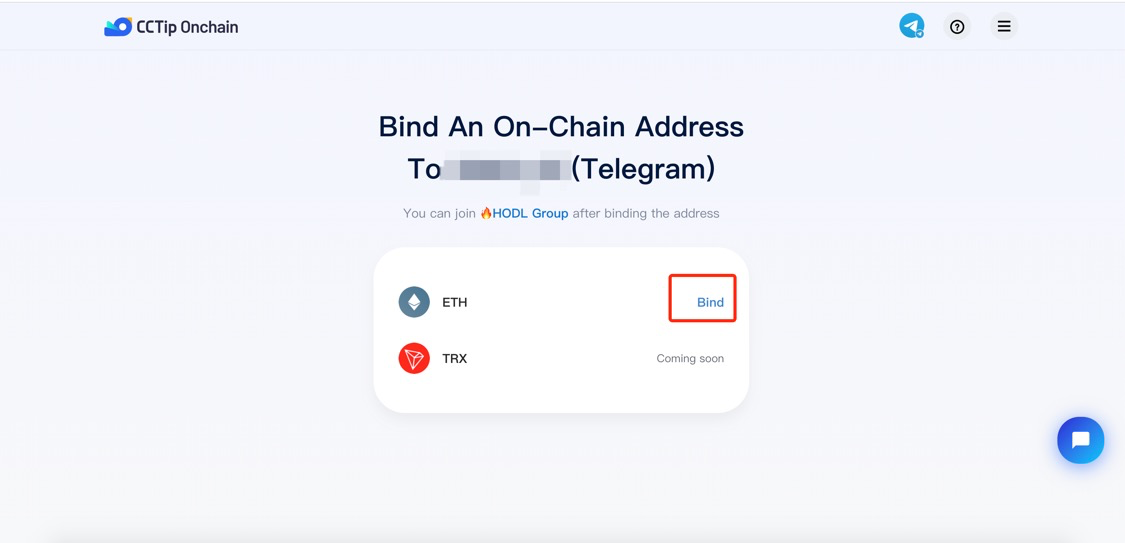 CCTip Onchain
Bind An On-Chain Address
To (Telegram)
You can join 🔥HODL Group after binding the address
ETH
Bind
TRX
Coming soon